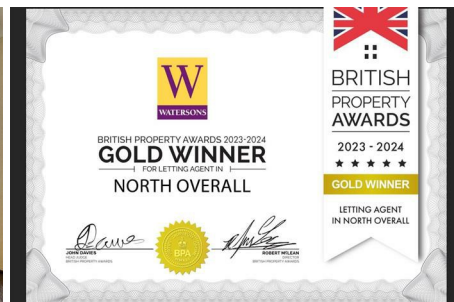 W
WATERSONS
BRITISH PROPERTY AWARDS 2023-2024
GOLD WINNER
FOR LETTING AGENT IN
NORTH OVERALL
JOHN DAVIES
HEAD JUDGE
BRITISH PROPERTY AWARDS
BPA
ROBERT MCLEAN
DIRECTOR
BRITISH PROPERTY AWARDS
BRITISH
PROPERTY
AWARDS
2023 - 2024
GOLD WINNER
LETTING AGENT
IN NORTH OVERALL